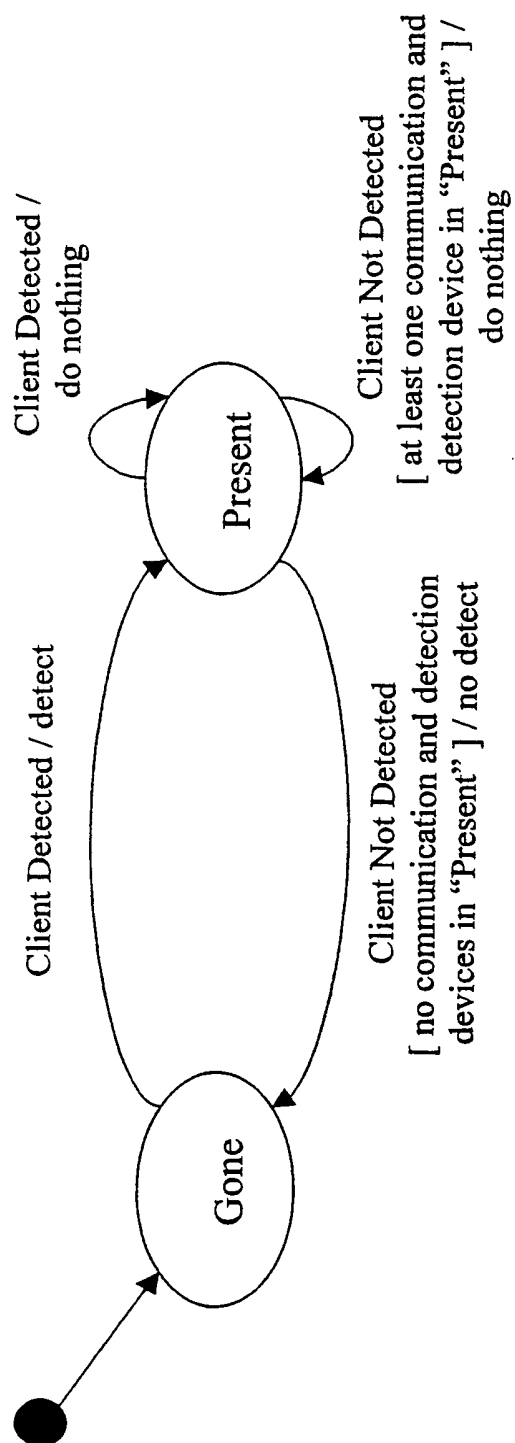 Client Detected / detect
Client Detected /
do nothing
Gone
Present
Client Not Detected
[ no communication and detection
devices in “Present” ] / no detect
Client Not Detected
[ at least one communication and
detection device in “Present” ] /
do nothing